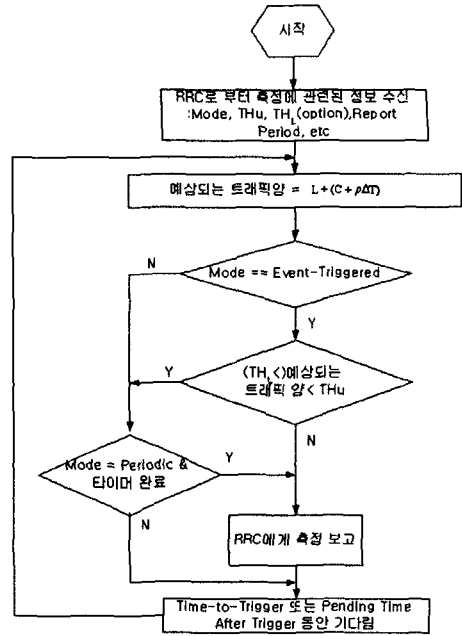 시작
RRC로 부터 측정에 관련된 정보 수신
:Mode, THu, TH_L(option),Report
Period, etc
예상되는 트래픽양 = L+(C+ρΔT)
Mode == Event-Triggered
N
Y
(TH_L<)예상되는
트래픽 양< THu
Y
N
Mode = Periodic &
타이머 완료
Y
N
RRC에게 측정 보고
Time-to-Trigger 또는 Pending Time
After Trigger 동안 기다림